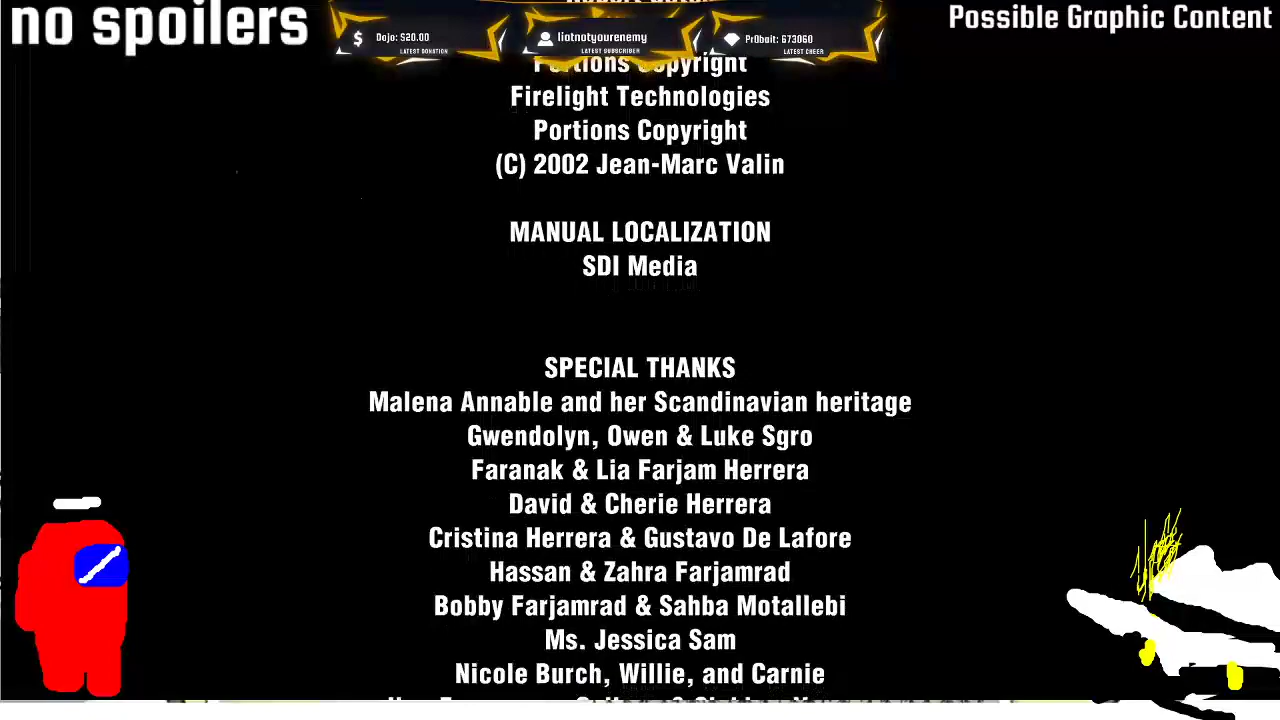 no spoilers
Possible Graphic Content
$ Dojo: $20.00
LATEST DONATION
liotnotyourenemy
LATEST SUBSCRIBER
Pr0bait: 673060
LATEST CHEER
Portions Copyright
Firelight Technologies
Portions Copyright
(C) 2002 Jean-Marc Valin
MANUAL LOCALIZATION
SDI Media
SPECIAL THANKS
Malena Annable and her Scandinavian heritage
Gwendolyn, Owen & Luke Sgro
Faranak & Lia Farjam Herrera
David & Cherie Herrera
Cristina Herrera & Gustavo De Lafore
Hassan & Zahra Farjamrad
Bobby Farjamrad & Sahba Motallebi
Ms. Jessica Sam
Nicole Burch, Willie, and Carnie